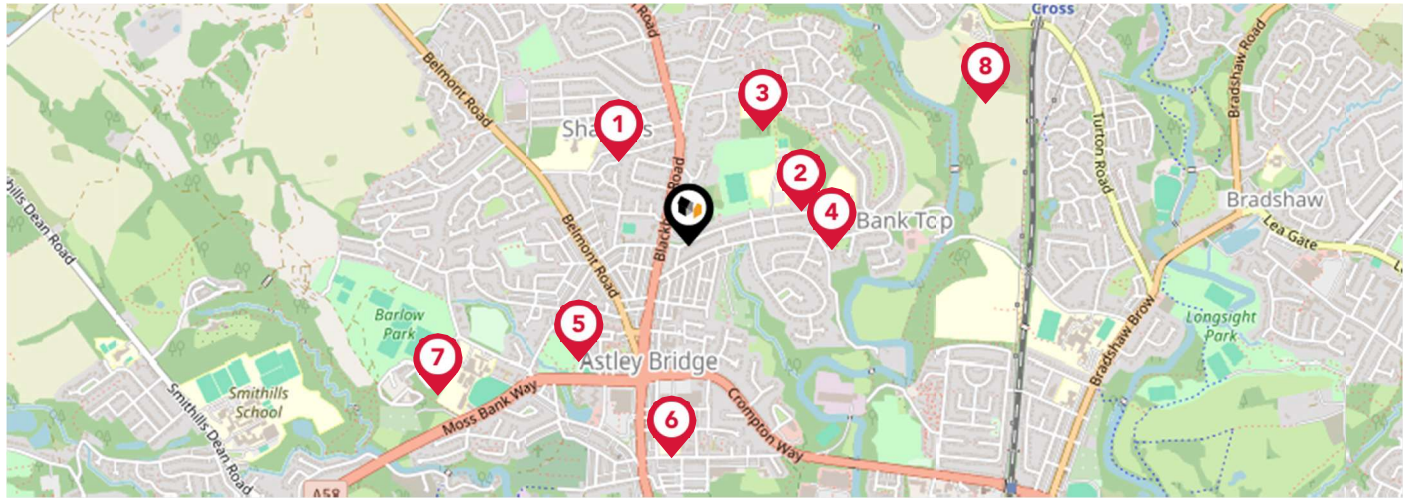 Cross
Road
Belmont Road
8
3
1
Turton Road
Bradshaw Road
2
4
Bank Top
Bradshaw
Lea Gate
Road
Belmont Road
Smithills Dean Road
Barlow
Park
5
7
Astley Bridge
Longsight
Park
Bradshaw Brow
Smithills
School
Moss Bank Way
6
Crompton Way
Smithills Dean Road
A58